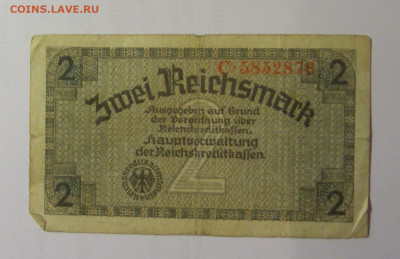 COINS.LAVE.RU
2
2
C·5852876
Zwei Reichsmark
Ausgegeben auf Grund
der Verordnung über
Reichskreditkassen.
Hauptverwaltung
der Reichskreditkassen
2
2
2